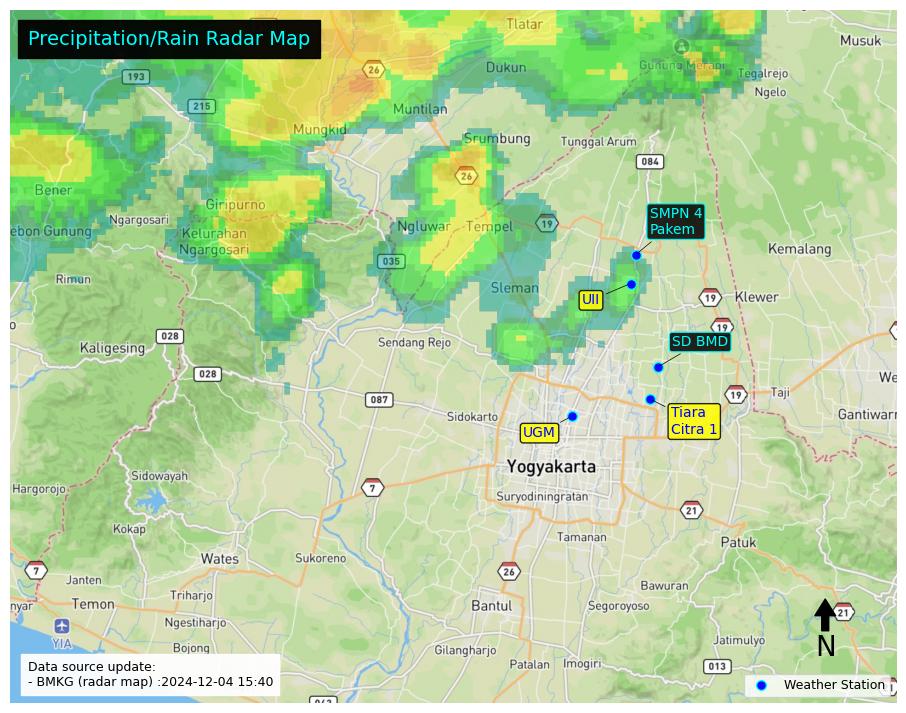 Precipitation/Rain Radar Map
Tlatar
Musuk
26
Dukun
Gunung Merapi
Tegalrejo
193
Ngelo
215
Muntilan
Mungkid
Srumbung
Tunggal Arum
084
26
Bener
Giripurno
Ngargosari
SMPN 4
Pakem
Ngluwar
Tempel
19
ebon Gunung
Kelurahan
Ngargosari
Kemalang
035
Rimun
Sleman
UII
19
Klewer
19
028
SD BMD
Kaligesing
Sendang Rejo
028
We
087
19
Taji
Sidokarto
Tiara
Citra 1
Gantiwarn
UGM
Yogyakarta
Sidowayah
Hargorojo
7
Suryodiningratan
21
Kokap
Tamanan
Patuk
Wates
Sukoreno
7
26
Janten
Bawuran
Triharjo
nyar
Temon
Bantul
Segoroyoso
21
Ngestiharjo
YIA
Jatimulyo
N
Bojong
Gilangharjo
Patalan
Imogiri
013
Data source update:
- BMKG (radar map) :2024-12-04 15:40
Weather Station